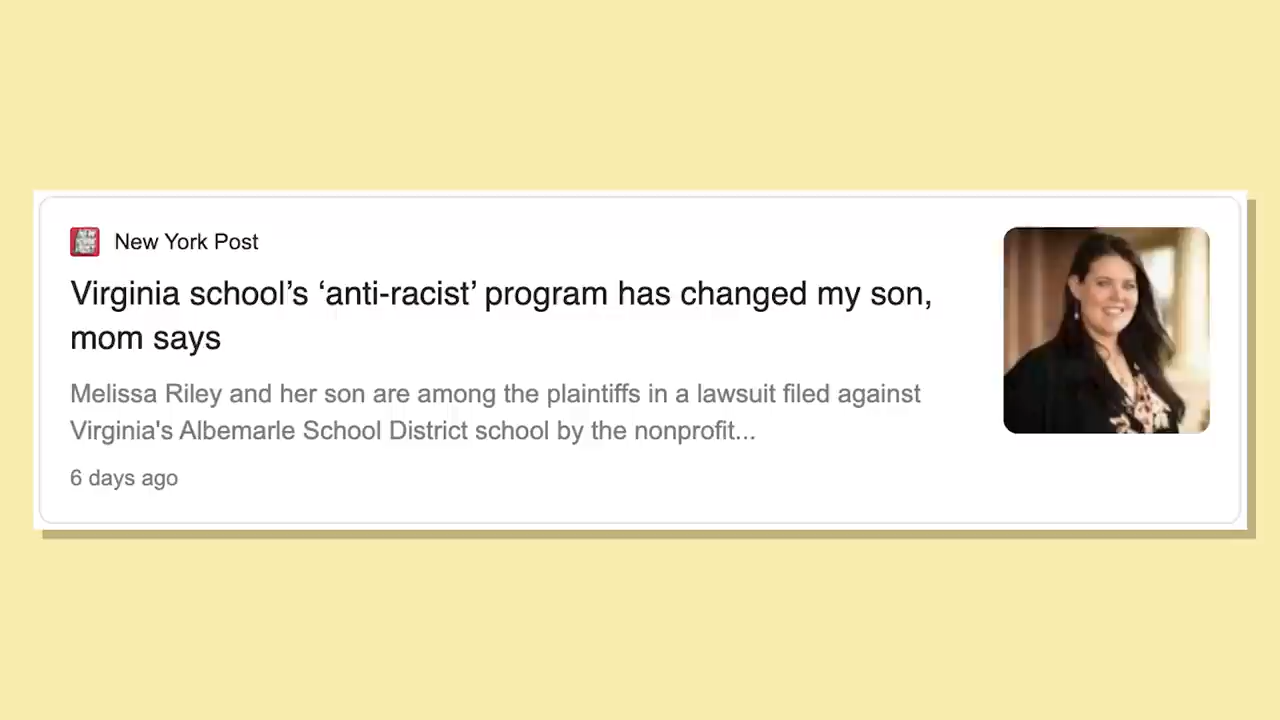 New York Post
Virginia school’s ‘anti-racist’ program has changed my son,
mom says
Melissa Riley and her son are among the plaintiffs in a lawsuit filed against
Virginia's Albemarle School District school by the nonprofit...
6 days ago